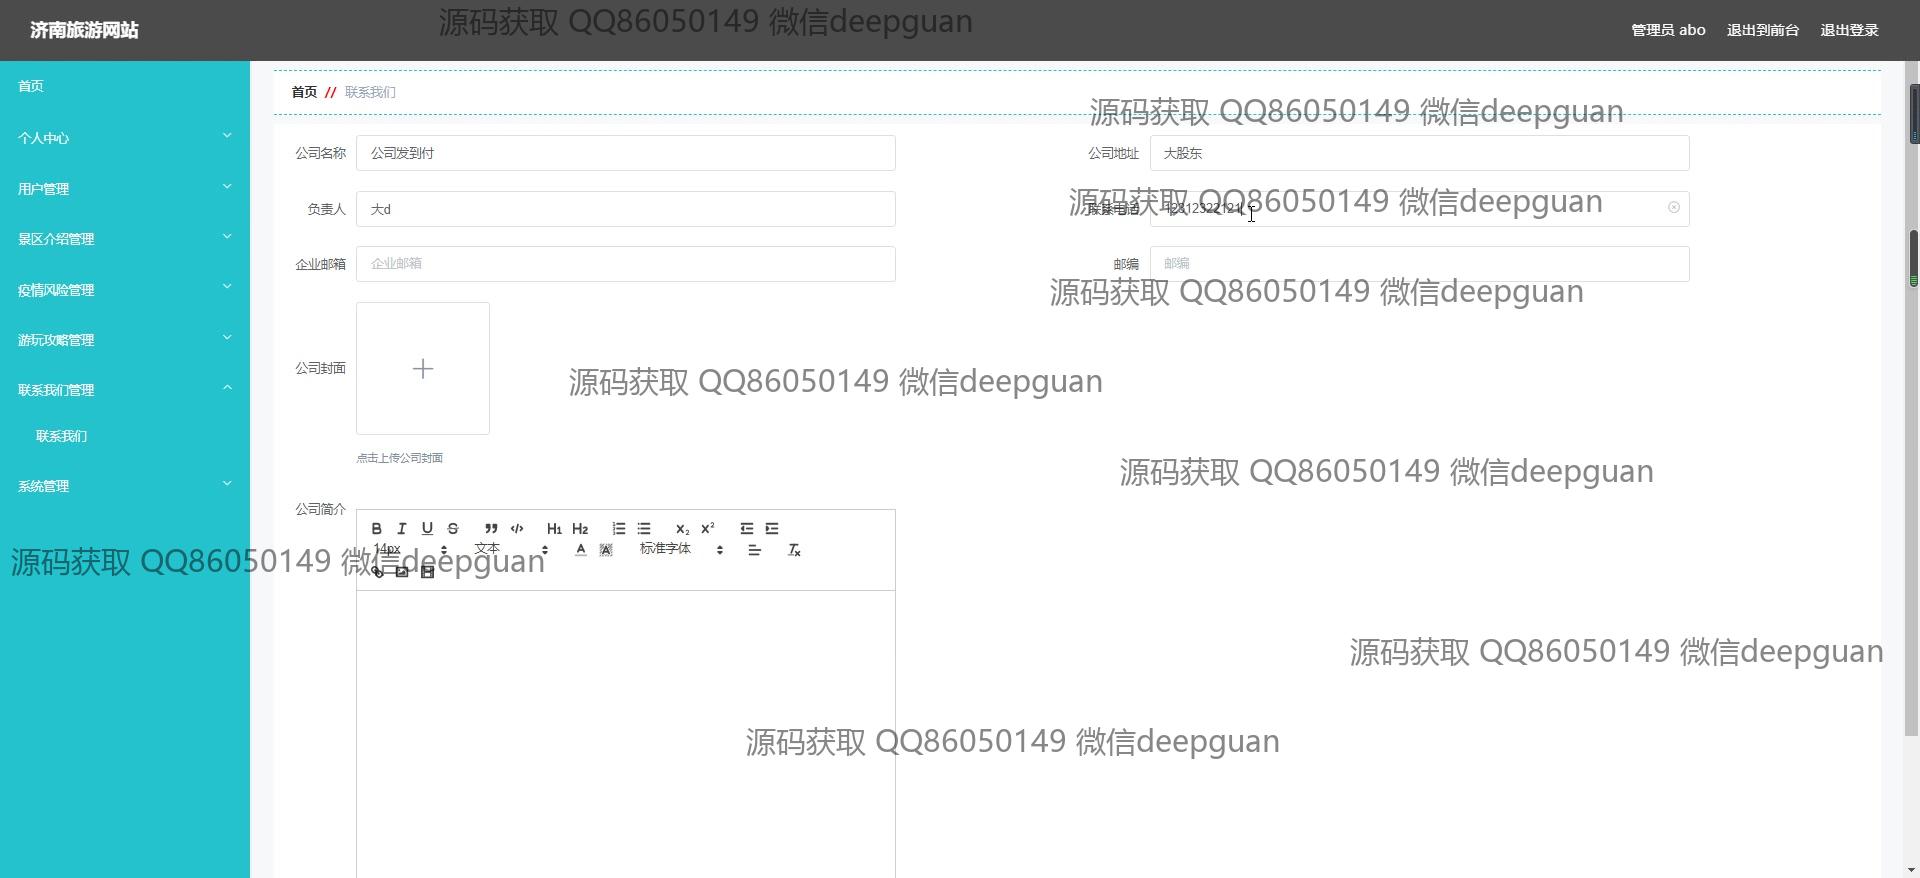 济南旅游网站
源码获取 QQ86050149 微信deepguan
管理员 abo 退出到前台 退出登录
首页
首页 // 联系我们
源码获取 QQ86050149 微信deepguan
个人中心
公司名称 公司发到付 公司地址 大股东
用户管理
负责人 大d 联系电话
源码获取 QQ86050149 微信deepguan
景区介绍管理
企业邮箱 企业邮箱 邮编 邮编
疫情风险管理
源码获取 QQ86050149 微信deepguan
游玩攻略管理
公司封面
源码获取 QQ86050149 微信deepguan
联系我们管理
联系我们
点击上传公司封面
源码获取 QQ86050149 微信deepguan
系统管理
公司简介
B I U S H1 H2 X2 X2
14px 文本 A A 标准字体 Tx
源码获取 QQ86050149 微信deepguan
源码获取 QQ86050149 微信deepguan
源码获取 QQ86050149 微信deepguan